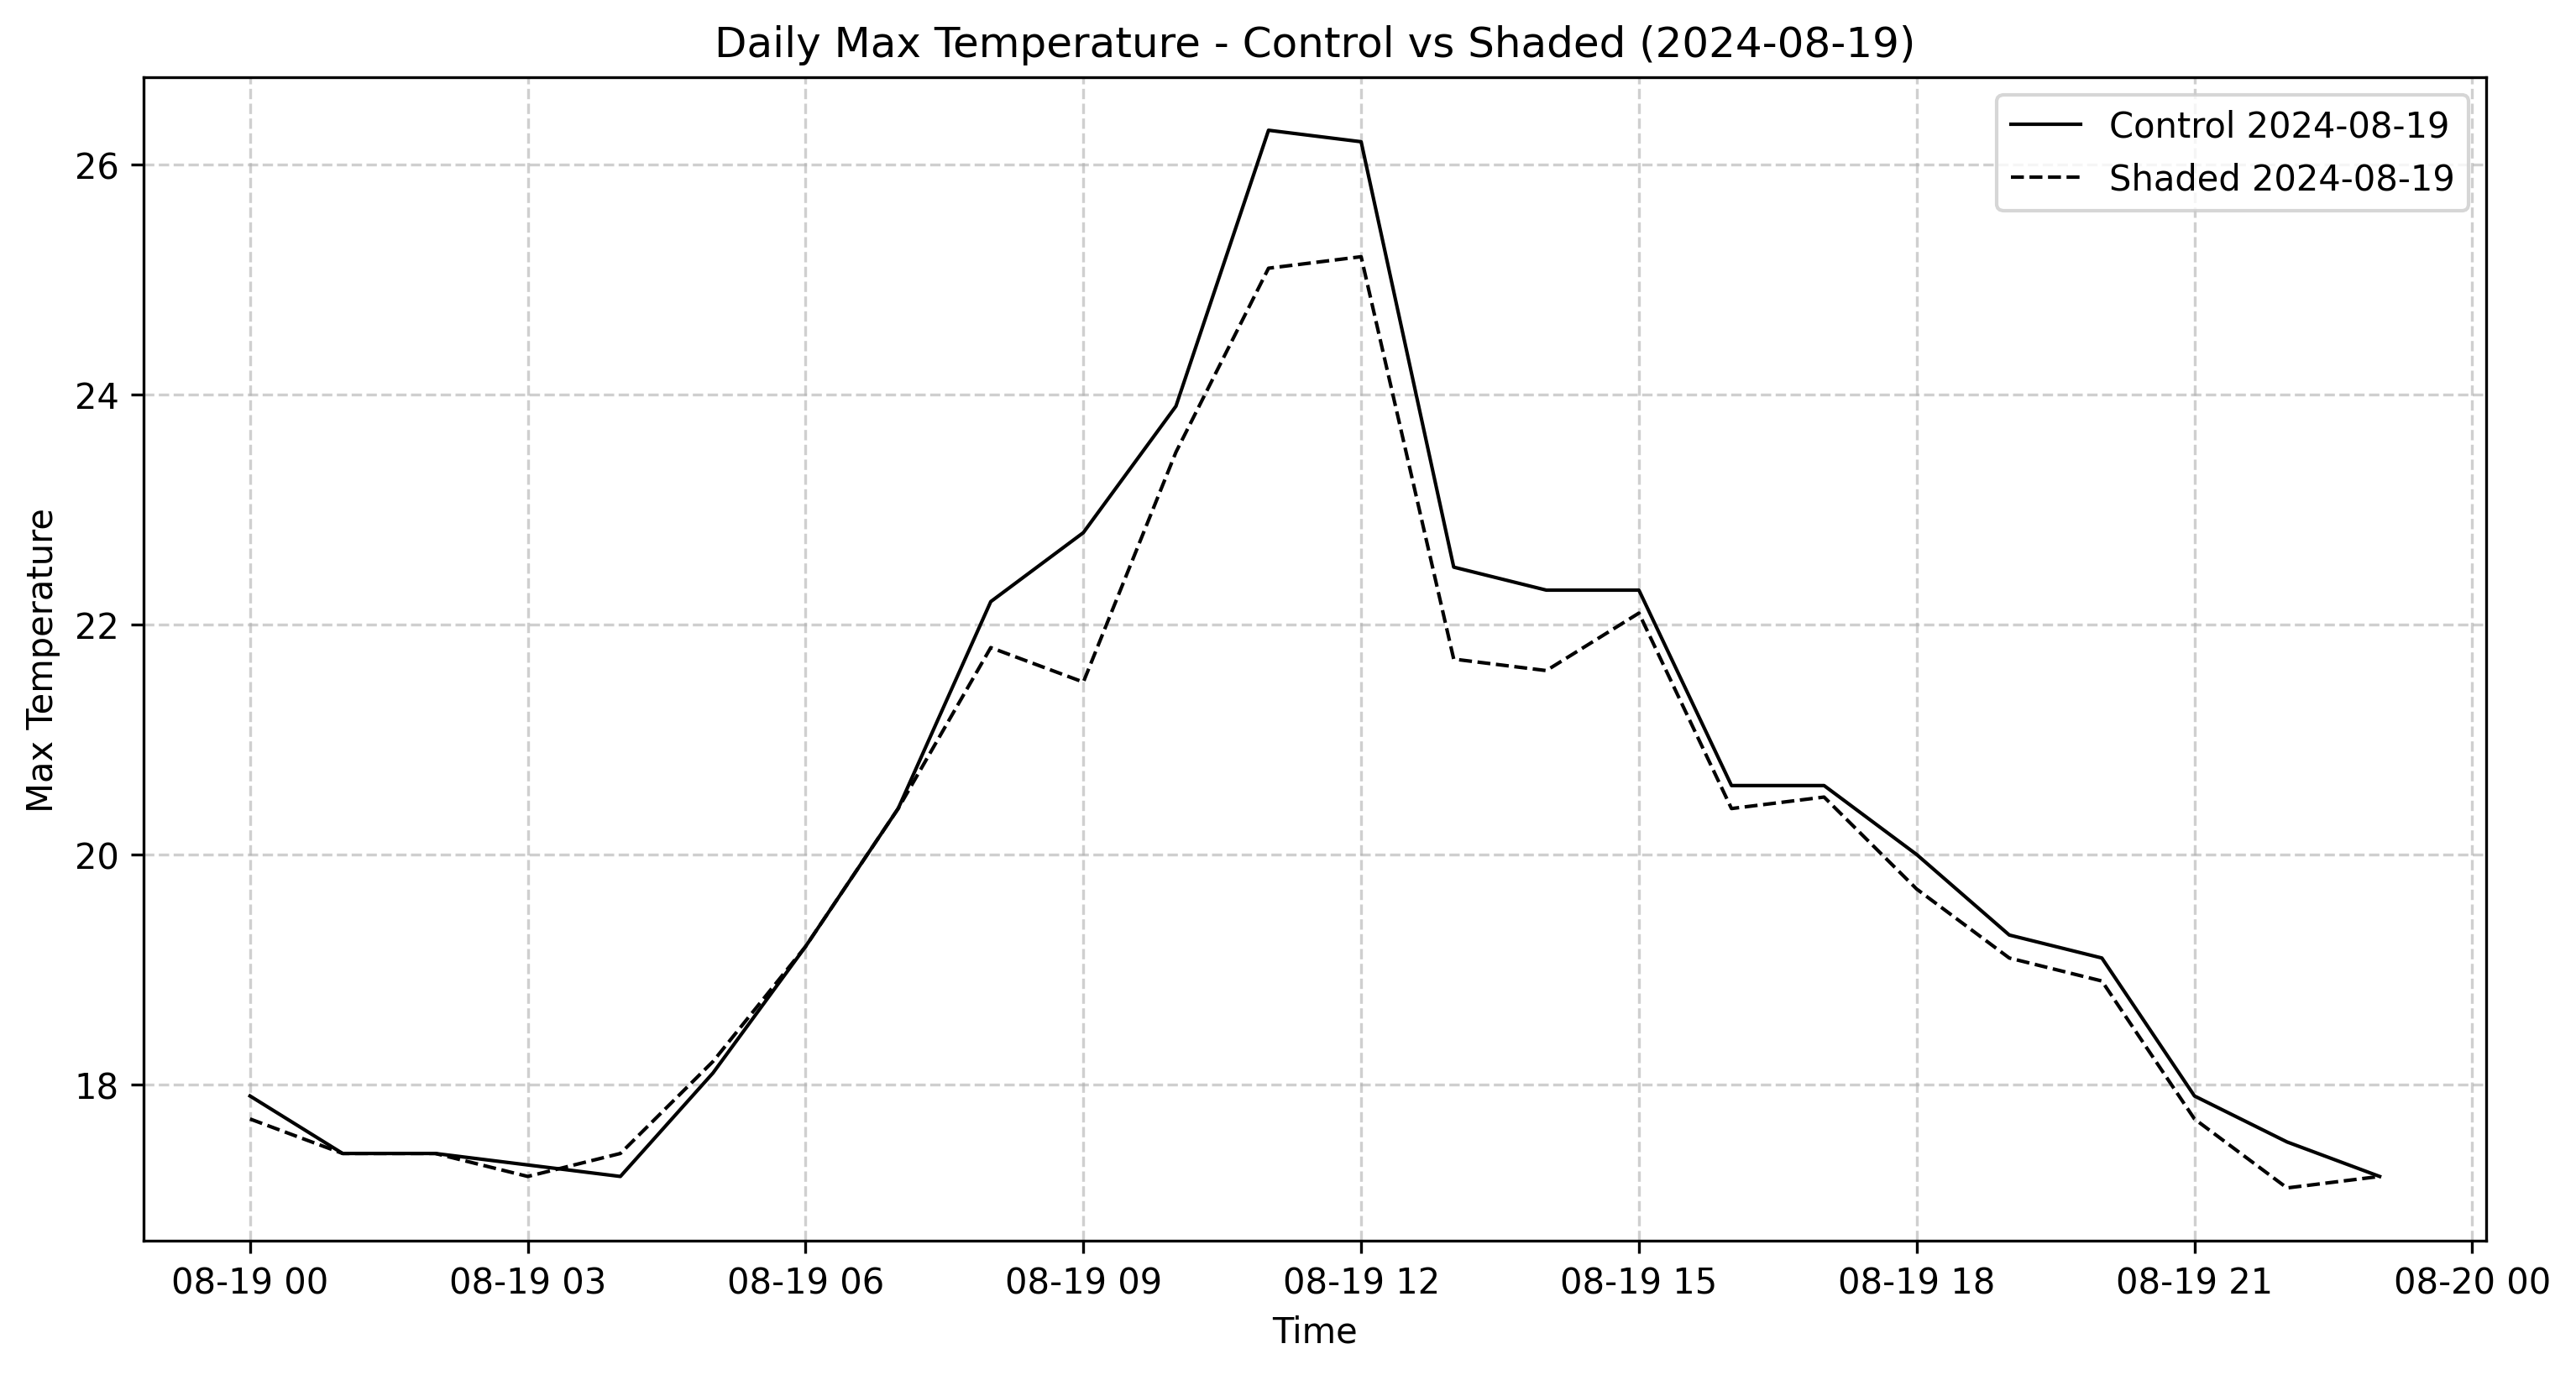 Daily Max Temperature - Control vs Shaded (2024-08-19)
Control 2024-08-19
Shaded 2024-08-19
Max Temperature
26
24
22
20
18
08-19 00
08-19 03
08-19 06
08-19 09
08-19 12
08-19 15
08-19 18
08-19 21
08-20 00
Time